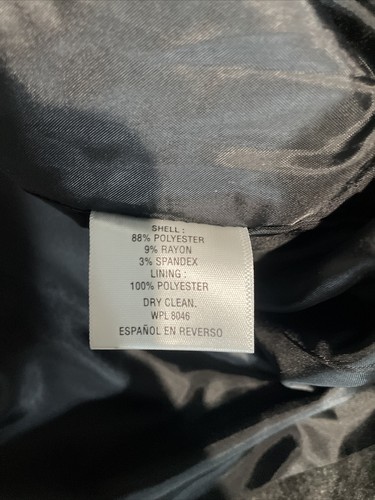 SHELL :
88% POLYESTER
9% RAYON
3% SPANDEX
LINING :
100% POLYESTER
DRY CLEAN.
WPL 8046
ESPAÑOL EN REVERSO